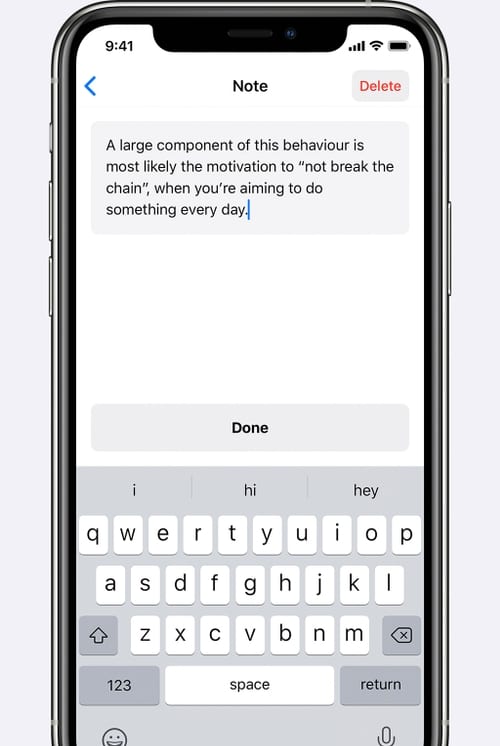 9:41
Note
Delete
A large component of this behaviour is
most likely the motivation to “not break the
chain”, when you’re aiming to do
something every day.
Done
i hi hey
q w e r t y u i o p
a s d f g h j k l
z x c v b n m
123 space return